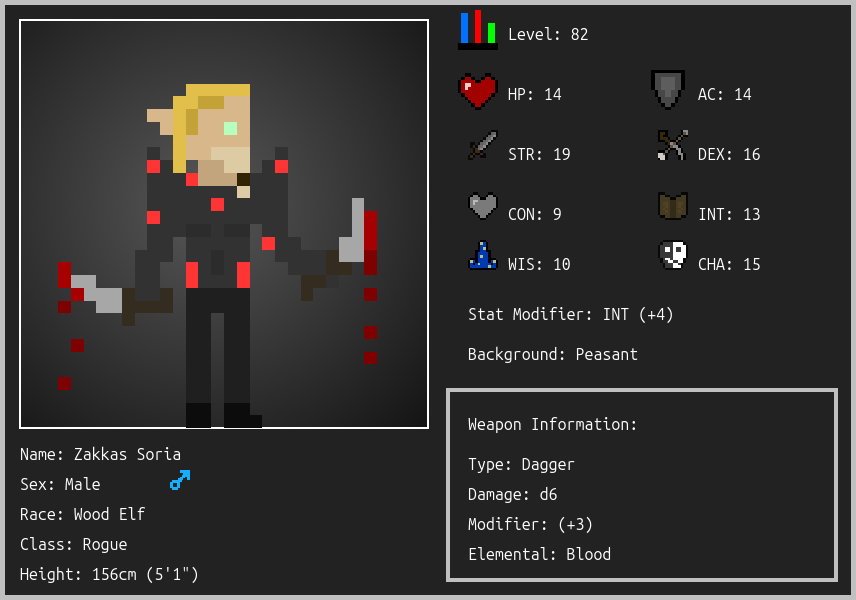 Level: 82
HP: 14
AC: 14
STR: 19
DEX: 16
CON: 9
INT: 13
WIS: 10
CHA: 15
Stat Modifier: INT (+4)
Background: Peasant
Weapon Information:
Type: Dagger
Damage: d6
Modifier: (+3)
Elemental: Blood
Name: Zakkas Soria
Sex: Male
Race: Wood Elf
Class: Rogue
Height: 156cm (5'1")